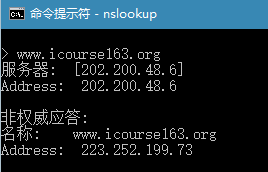 命令提示符 - nslookup
> www.icourse163.org
服务器:  [202.200.48.6]
Address:  202.200.48.6
非权威应答:
名称:    www.icourse163.org
Address:  223.252.199.73